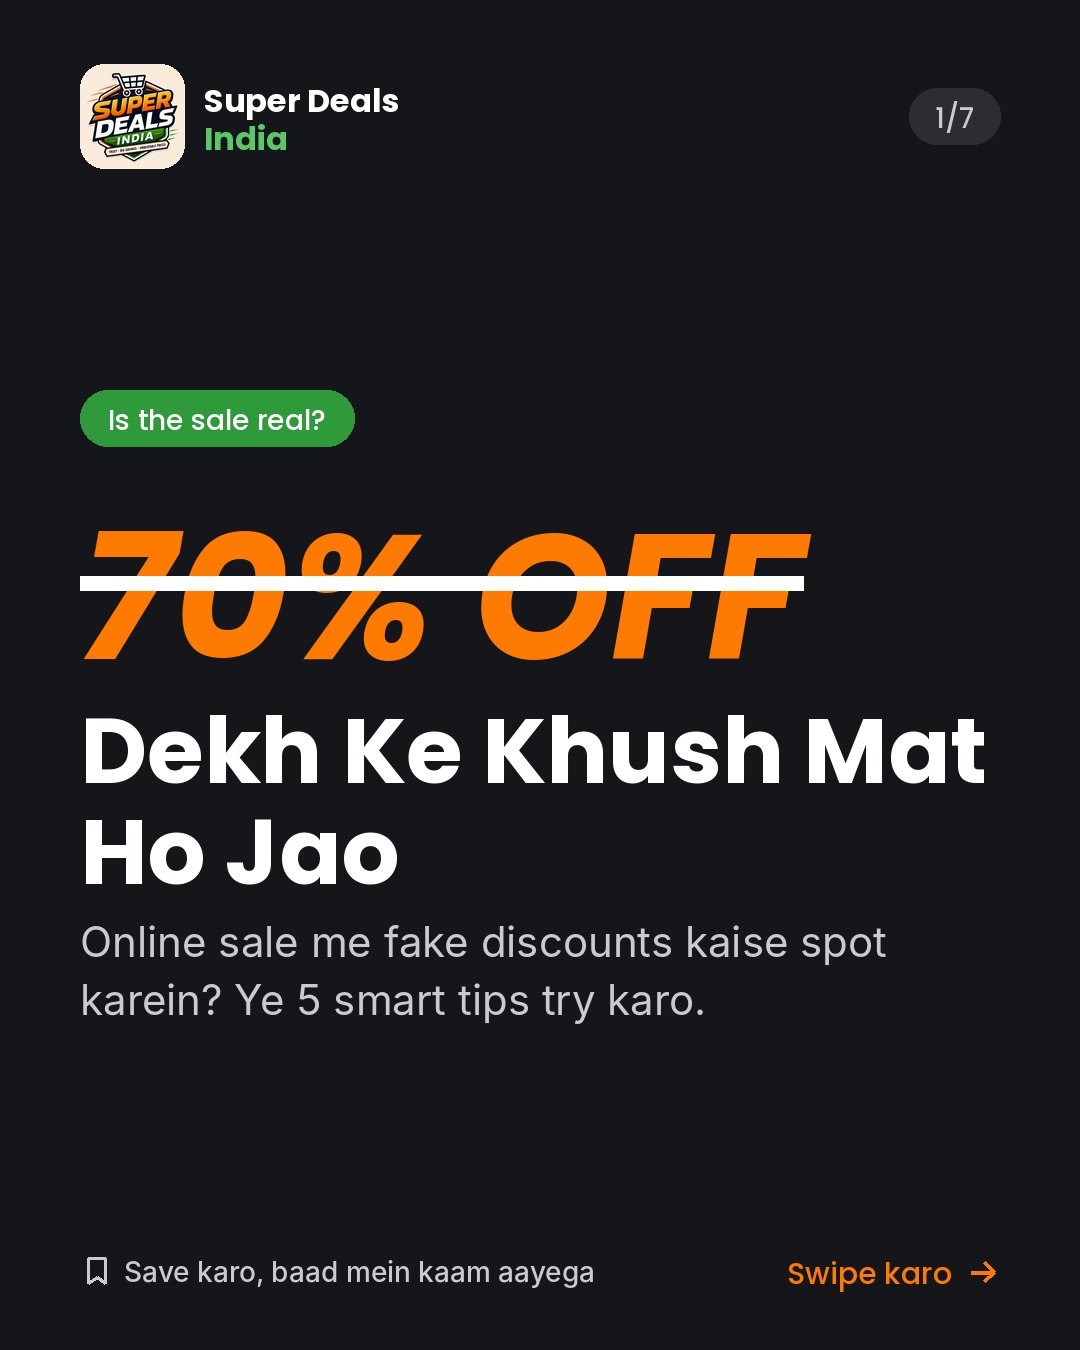 SUPER
DEALS
INDIA
Super Deals
India
1/7
Is the sale real?
70% OFF
Dekh Ke Khush Mat
Ho Jao
Online sale me fake discounts kaise spot
karein? Ye 5 smart tips try karo.
Save karo, baad mein kaam aayega
Swipe karo